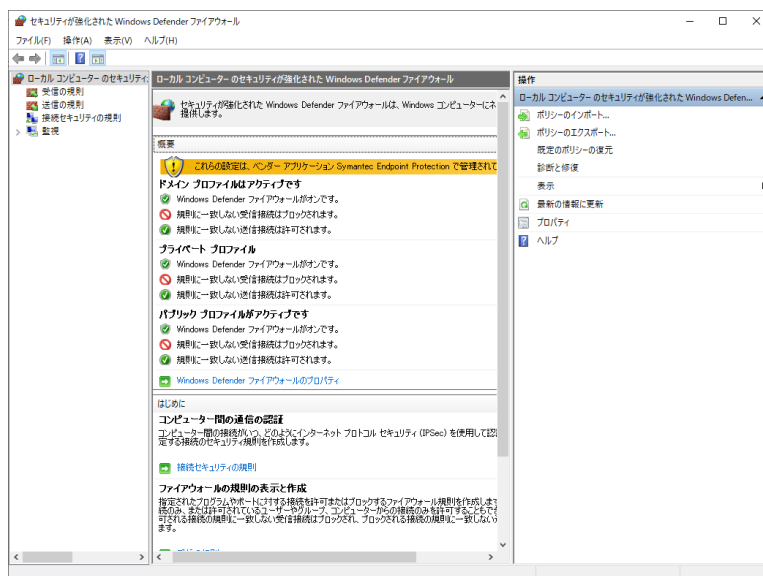 セキュリティが強化された Windows Defender ファイアウォール
ファイル(F) 操作(A) 表示(V) ヘルプ(H)
ローカル コンピューター のセキュリティ
受信の規則
送信の規則
接続セキュリティの規則
監視
ローカル コンピューター のセキュリティが強化された Windows Defender ファイアウォール
セキュリティが強化された Windows Defender ファイアウォールは、Windows コンピューターにネ
提供します。
概要
これらの設定は、ベンダー アプリケーション Symantec Endpoint Protection で管理されて
ドメイン プロファイルはアクティブです
Windows Defender ファイアウォールがオンです。
規則に一致しない受信接続はブロックされます。
規則に一致しない送信接続は許可されます。
プライベート プロファイル
Windows Defender ファイアウォールがオンです。
規則に一致しない受信接続はブロックされます。
規則に一致しない送信接続は許可されます。
パブリック プロファイルがアクティブです
Windows Defender ファイアウォールがオンです。
規則に一致しない受信接続はブロックされます。
規則に一致しない送信接続は許可されます。
Windows Defender ファイアウォールのプロパティ
はじめに
コンピューター間の通信の認証
コンピューター間の接続がいつ、どのようにインターネット プロトコル セキュリティ (IPSec) を使用して認
定する接続のセキュリティ規則を作成します。
接続セキュリティの規則
ファイアウォールの規則の表示と作成
指定されたプログラムやポートに対する接続を許可またはブロックするファイアウォール規則を作成しま
続のみ、または許可されているユーザーやグループ、コンピューターからの接続のみを許可することもでき
可される接続の規則に一致しない受信接続はブロックされ、ブロックされる接続の規則に一致しない
ます。
操作
ローカル コンピューター のセキュリティが強化された Windows Defen...
ポリシーのインポート...
ポリシーのエクスポート...
既定のポリシーの復元
診断と修復
表示
最新の情報に更新
プロパティ
ヘルプ